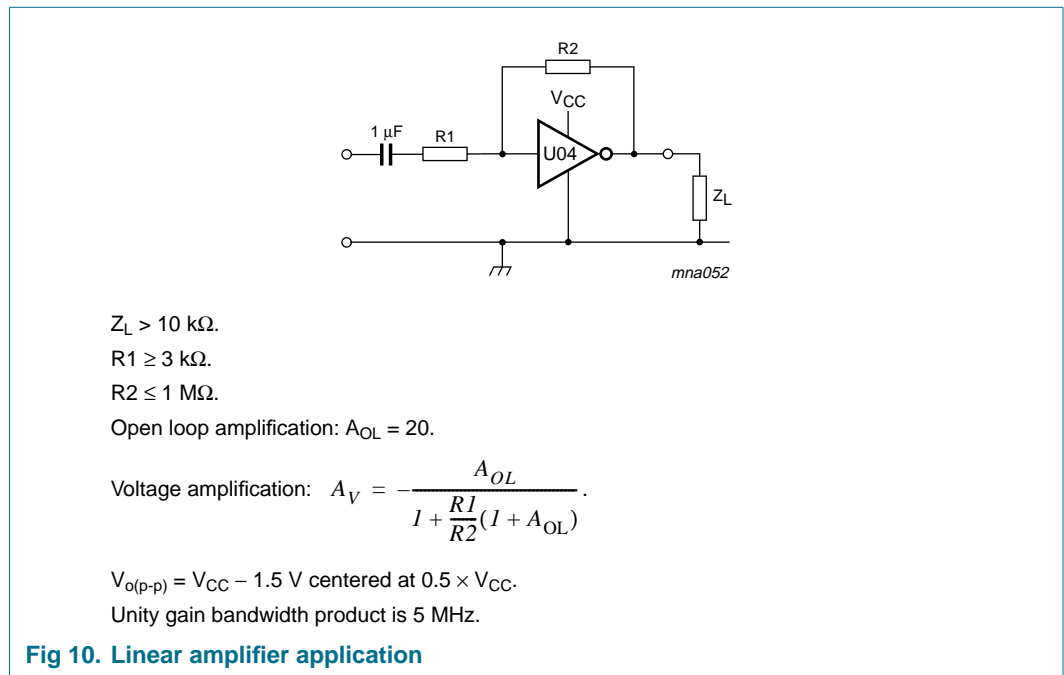 R2
VCC
1 μF
R1
U04
ZL
mna052
ZL > 10 kΩ.
R1 ≥ 3 kΩ.
R2 ≤ 1 MΩ.
Open loop amplification: AOL = 20.
Voltage amplification: AV = − AOL / (1 + R1/R2 (1 + AOL)).
Vo(p-p) = VCC − 1.5 V centered at 0.5 × VCC.
Unity gain bandwidth product is 5 MHz.
Fig 10. Linear amplifier application